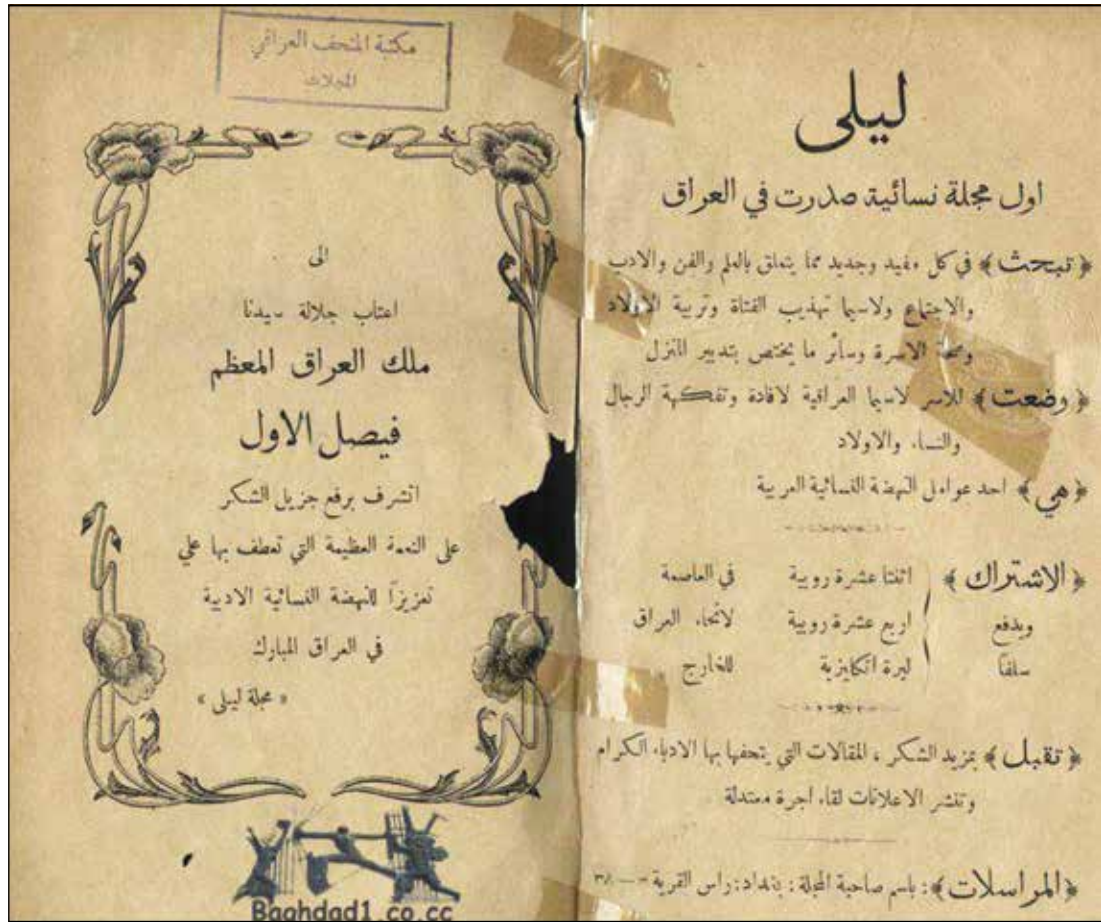 ليلى
اول مجلة نسائية صدرت في العراق
﴿تبحث﴾ في كل مفيد وجديد مما يتعلق بالعلم والفن والادب
والاجتماع ولاسيما تهذيب الفتاة وتربية الاولاد
وصحة الاسرة وسائر ما يختص بتدبير المنزل
﴿وضعت﴾ للاسر لاسيما العراقية لافادة وتفكهة الرجال
والنساء والاولاد
﴿هي﴾ احد عوامل النهضة النسائية العربية
﴿الاشتراك﴾ اثنتا عشرة روبية في العاصمة
ويدفع اربع عشرة روبية لانحاء العراق
سلفاً ليرة انكليزية للخارج
﴿تقبل﴾ بمزيد الشكر، المقالات التي يتحفها بها الادباء الكرام
وتنشر الاعلانات لقاء اجرة معتدلة
﴿المراسلات﴾: باسم صاحبة المجلة: بغداد: راس القرية
مكتبة المتحف العراقي
المجلات
الى
اعتاب جلالة سيدنا
ملك العراق المعظم
فيصل الاول
اتشرف برفع جزيل الشكر
على النعمة العظيمة التي تعطف بها علي
تعزيزاً للنهضة النسائية الادبية
في العراق المبارك
« مجلة ليلى »
Baghdad1.co.cc